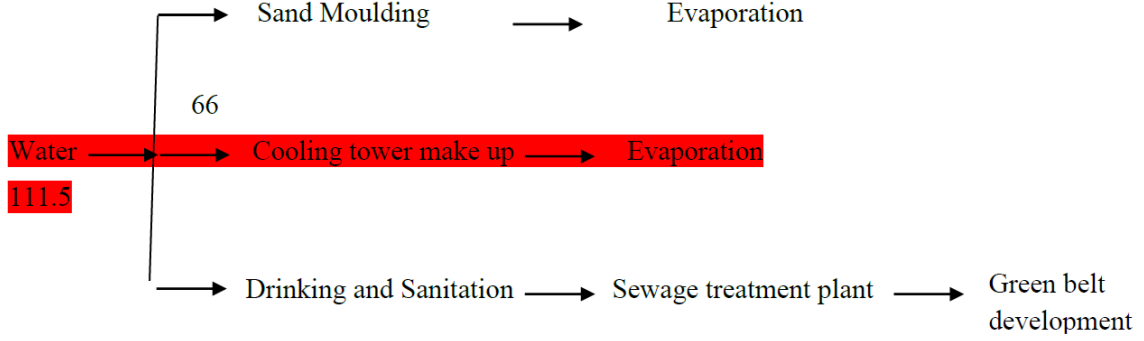 Sand Moulding Evaporation
66
Water Cooling tower make up Evaporation
111.5
Drinking and Sanitation Sewage treatment plant Green belt
development